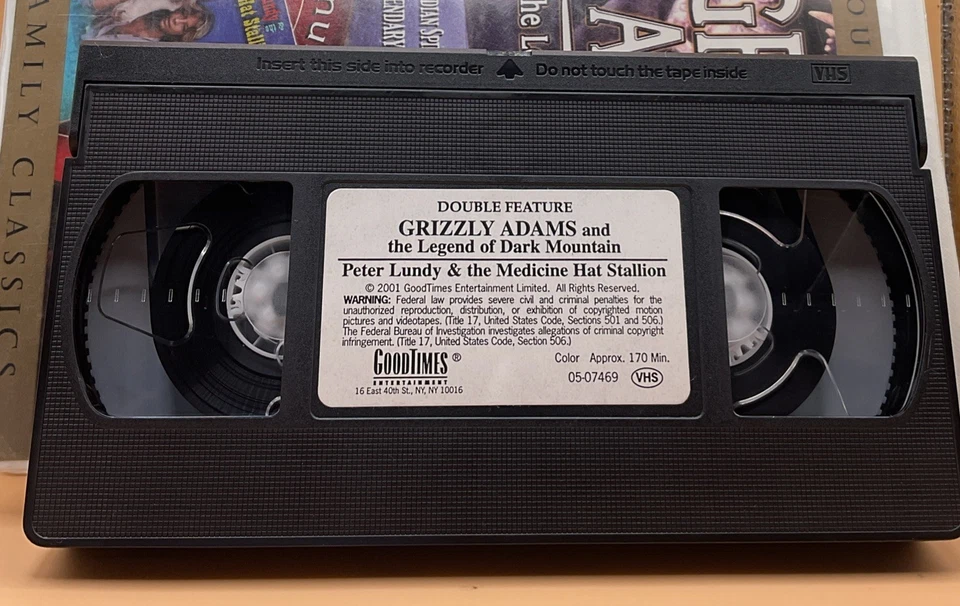 FAMILY CLASSICS
Insert this side into recorder Do not touch the tape inside VHS
DOUBLE FEATURE
GRIZZLY ADAMS and
the Legend of Dark Mountain
Peter Lundy & the Medicine Hat Stallion
© 2001 GoodTimes Entertainment Limited. All Rights Reserved.
WARNING: Federal law provides severe civil and criminal penalties for the
unauthorized reproduction, distribution, or exhibition of copyrighted motion
pictures and videotapes. (Title 17, United States Code, Sections 501 and 506.)
The Federal Bureau of Investigation investigates allegations of criminal copyright
infringement. (Title 17, United States Code, Section 506.)
GOODTIMES ®
ENTERTAINMENT
16 East 40th St., NY, NY 10016
Color Approx. 170 Min.
05-07469 VHS